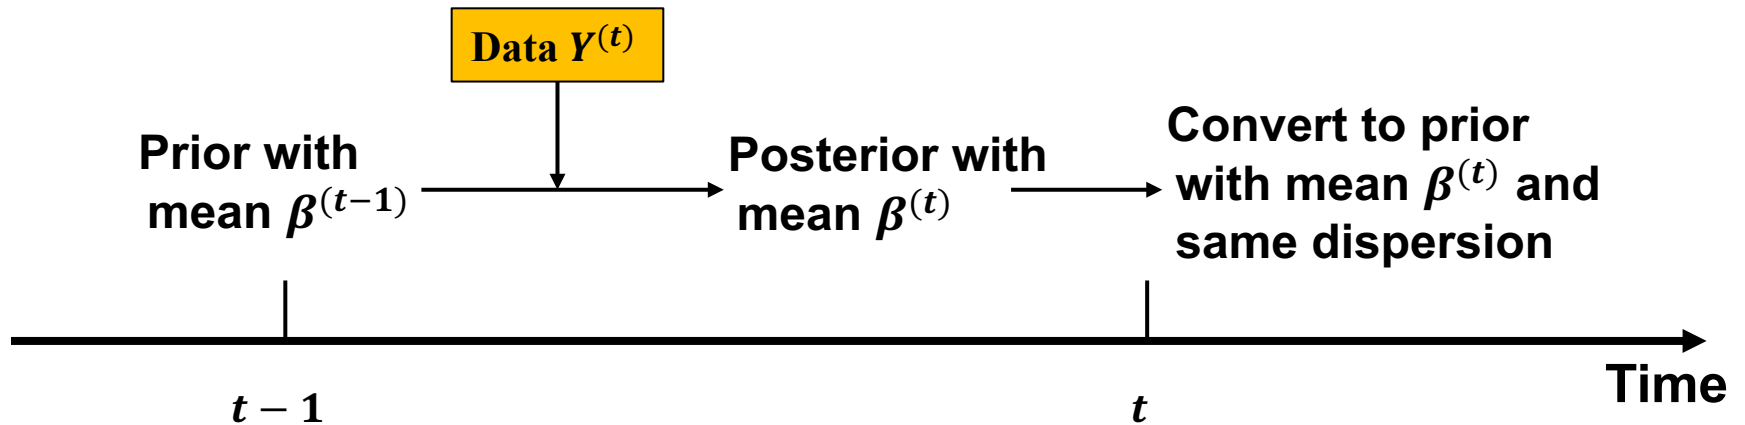 Data Y^(t)
Prior with
mean β^(t−1)
Posterior with
mean β^(t)
Convert to prior
with mean β^(t) and
same dispersion
t − 1
t
Time